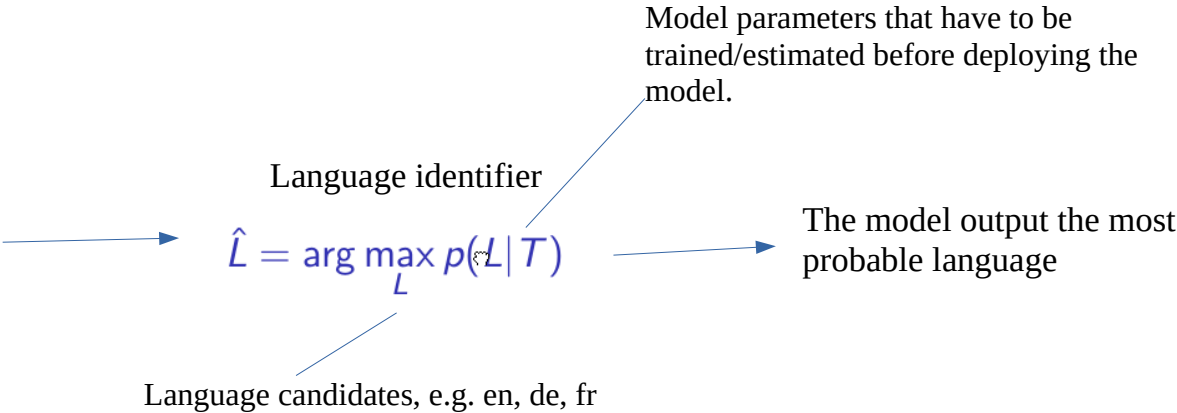 Model parameters that have to be
trained/estimated before deploying the
model.
Language identifier
L̂ = arg max p(L|T)
L
The model output the most
probable language
Language candidates, e.g. en, de, fr